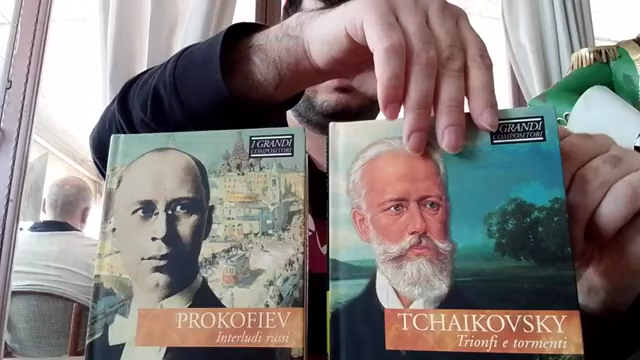 I GRANDI
COMPOSITORI
PROKOFIEV
Interludi russi
I GRANDI
COMPOSITORI
TCHAIKOVSKY
Trionfi e tormenti